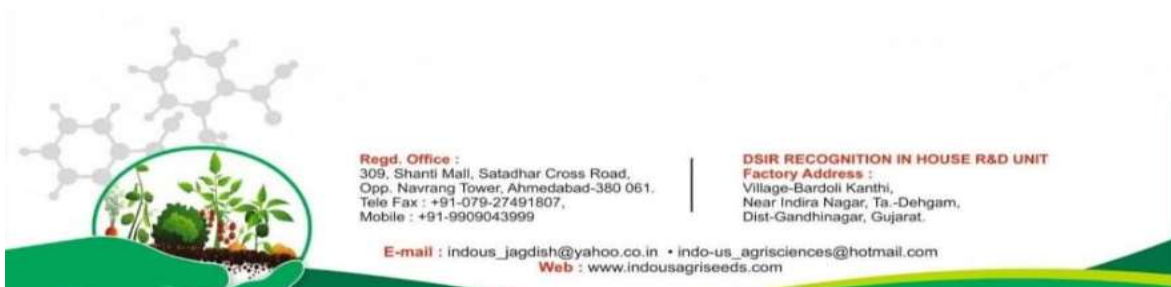 Regd. Office :
309, Shanti Mall, Satadhar Cross Road,
Opp. Navrang Tower, Ahmedabad-380 061.
Tele Fax : +91-079-27491807,
Mobile : +91-9909043999
DSIR RECOGNITION IN HOUSE R&D UNIT
Factory Address :
Village-Bardoli Kanthi,
Near Indira Nagar, Ta.-Dehgam,
Dist-Gandhinagar, Gujarat.
E-mail : indous_jagdish@yahoo.co.in • indo-us_agrisciences@hotmail.com
Web : www.indousagriseeds.com